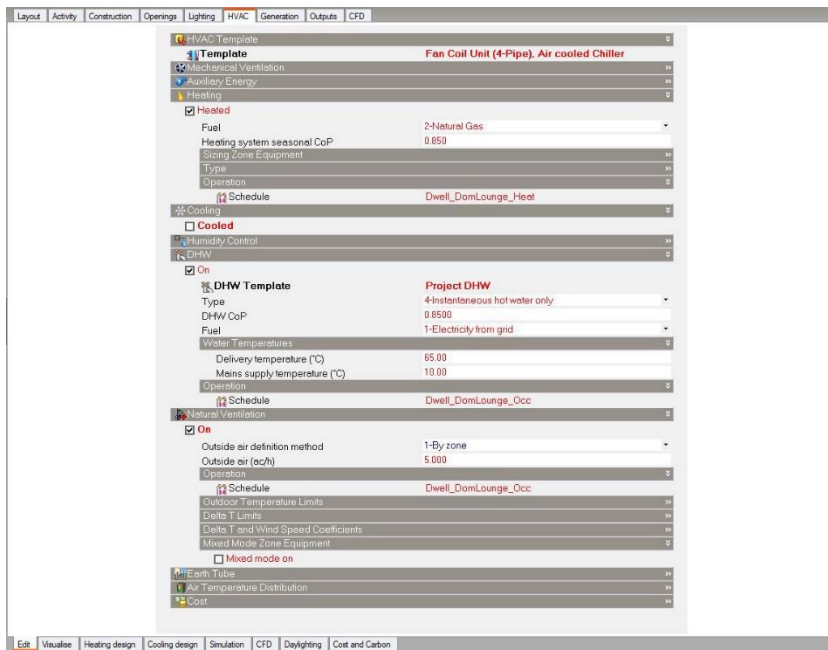 Layout Activity Construction Openings Lighting HVAC Generation Outputs CFD
HVAC Template
Template Fan Coil Unit (4-Pipe), Air cooled Chiller
Mechanical Ventilation
Auxiliary Energy
Heating
Heated
Fuel 2-Natural Gas
Heating system seasonal CoP 0.850
Sizing Zone Equipment
Type
Operation
Schedule Dwell_DomLounge_Heat
Cooling
Cooled
Humidity Control
DHW
On
DHW Template Project DHW
Type 4-Instantaneous hot water only
DHW CoP 0.8500
Fuel 1-Electricity from grid
Water Temperatures
Delivery temperature (°C) 65.00
Mains supply temperature (°C) 10.00
Operation
Schedule Dwell_DomLounge_Occ
Natural Ventilation
On
Outside air definition method 1-By zone
Outside air (ac/h) 5.000
Operation
Schedule Dwell_DomLounge_Occ
Outdoor Temperature Limits
Delta T Limits
Delta T and Wind Speed Coefficients
Mixed Mode Zone Equipment
Mixed mode on
Earth Tube
Air Temperature Distribution
Cost
Edit Visualise Heating design Cooling design Simulation CFD Daylighting Cost and Carbon